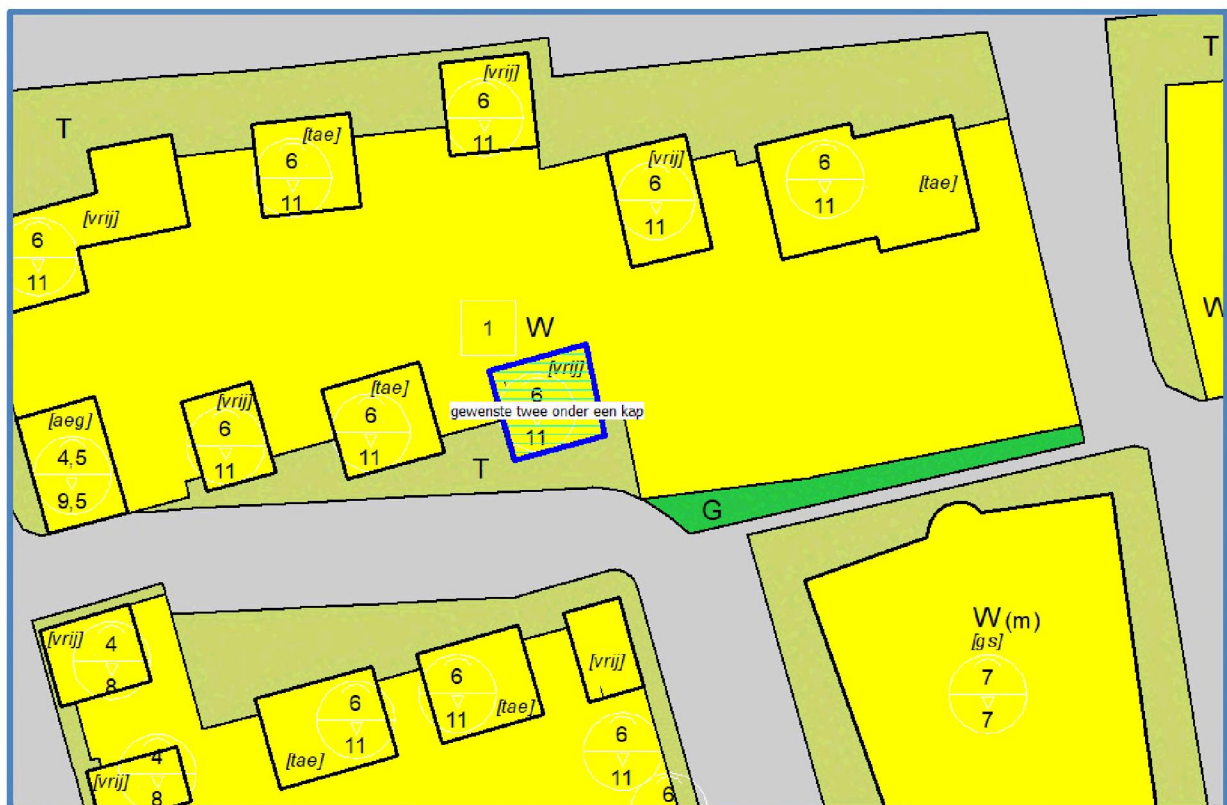 T
[vrij]
6
11
T
[tae]
6
11
[vrij]
6
11
[vrij]
6
11
6
11
[tae]
1
W
W
[vrij]
6
gewenste twee onder een kap
11
[tae]
6
11
[vrij]
6
11
[aeg]
4,5
9,5
T
G
W(m)
[gs]
7
7
[vrij]
4
8
6
11
[tae]
6
11
[tae]
[vrij]
6
11
4
[vrij]
8
6